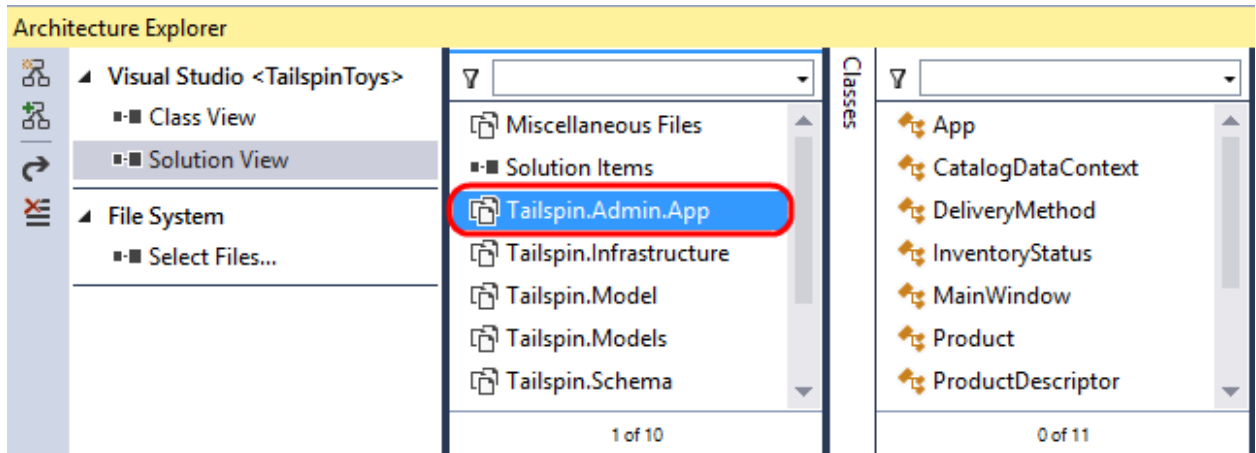 Architecture Explorer
Visual Studio <TailspinToys>
Class View
Solution View
File System
Select Files...
Miscellaneous Files
Solution Items
Tailspin.Admin.App
Tailspin.Infrastructure
Tailspin.Model
Tailspin.Models
Tailspin.Schema
1 of 10
Classes
App
CatalogDataContext
DeliveryMethod
InventoryStatus
MainWindow
Product
ProductDescriptor
0 of 11